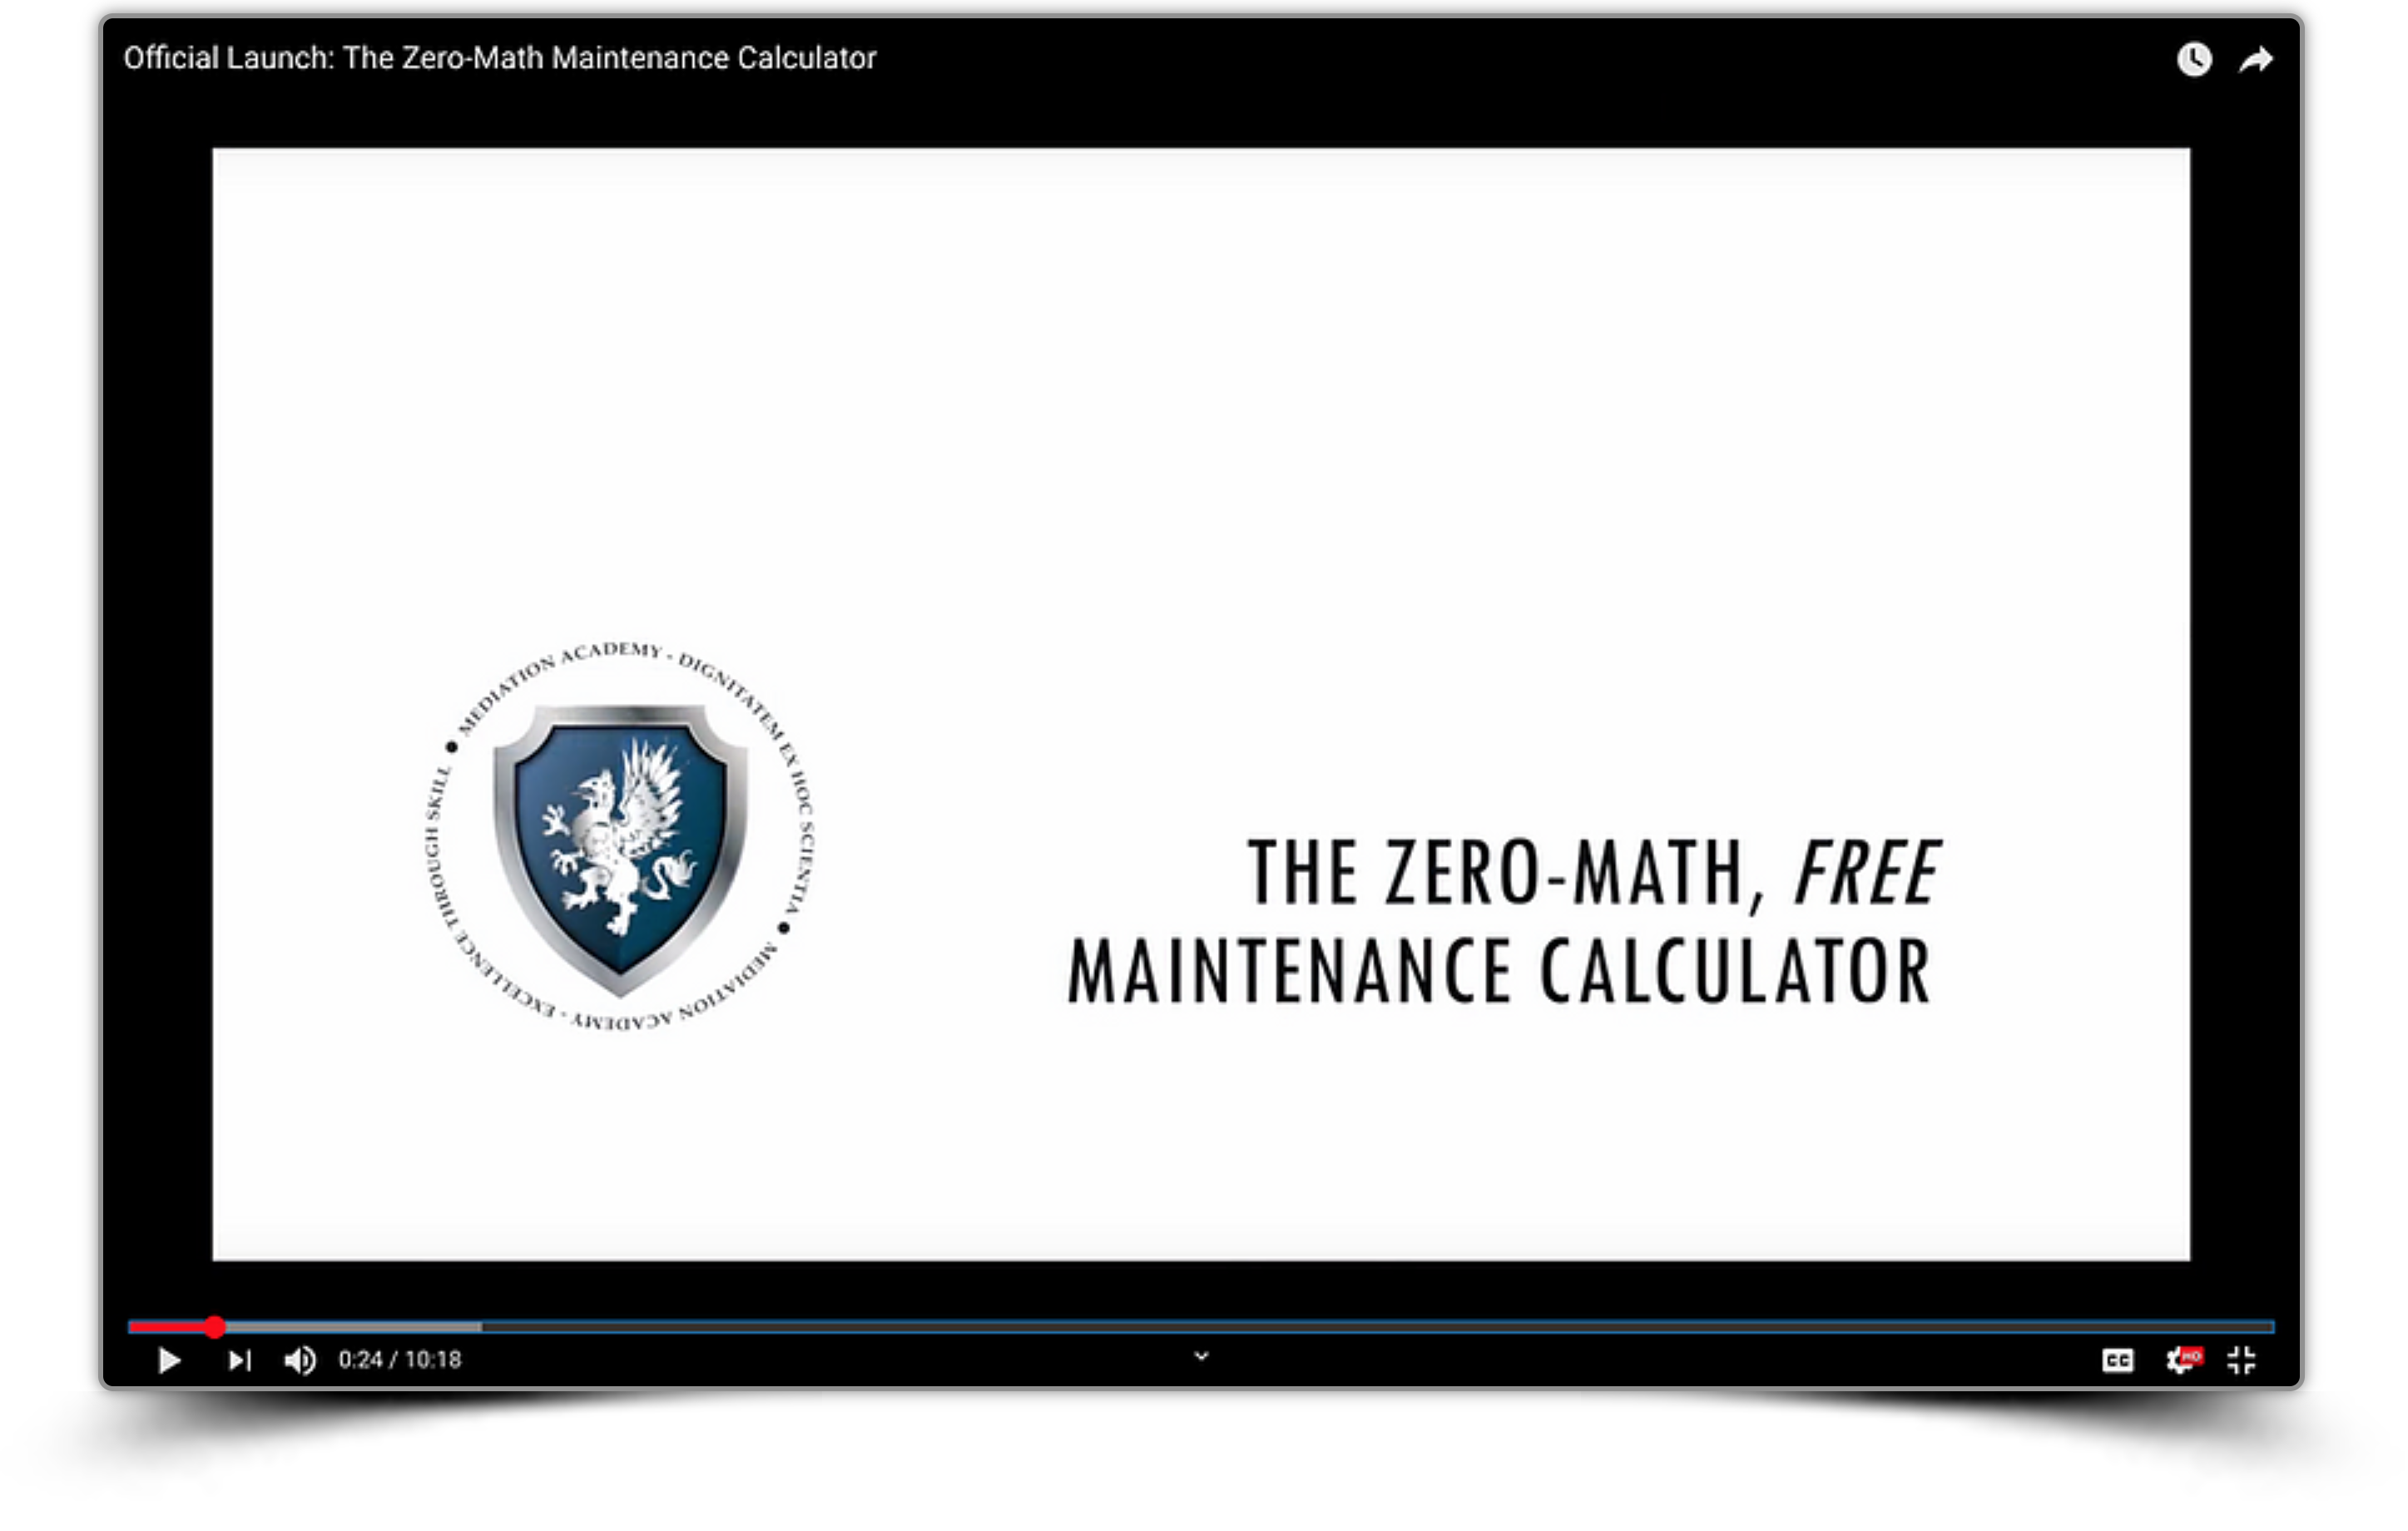 Official Launch: The Zero-Math Maintenance Calculator
MEDIATION ACADEMY - DIGNITATEM EX HOC SCIENTIA
MEDIATION ACADEMY - EXCELLENCE THROUGH SKILL
THE ZERO-MATH, FREE
MAINTENANCE CALCULATOR
0:24 / 10:18
CC
HD